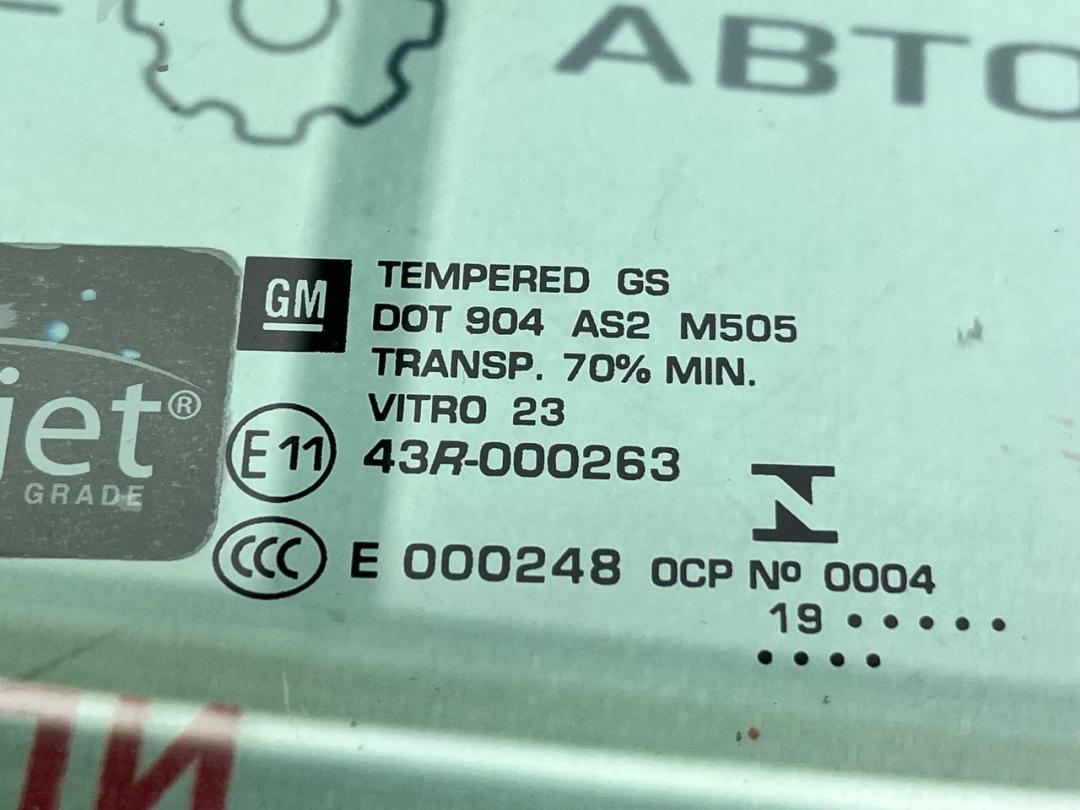 АВТО
GM TEMPERED GS
DOT 904 AS2 M505
TRANSP. 70% MIN.
VITRO 23
jet®
GRADE
E11 43R-000263
CCC E 000248 OCP Nº 0004
19 • • • • •
• • • •